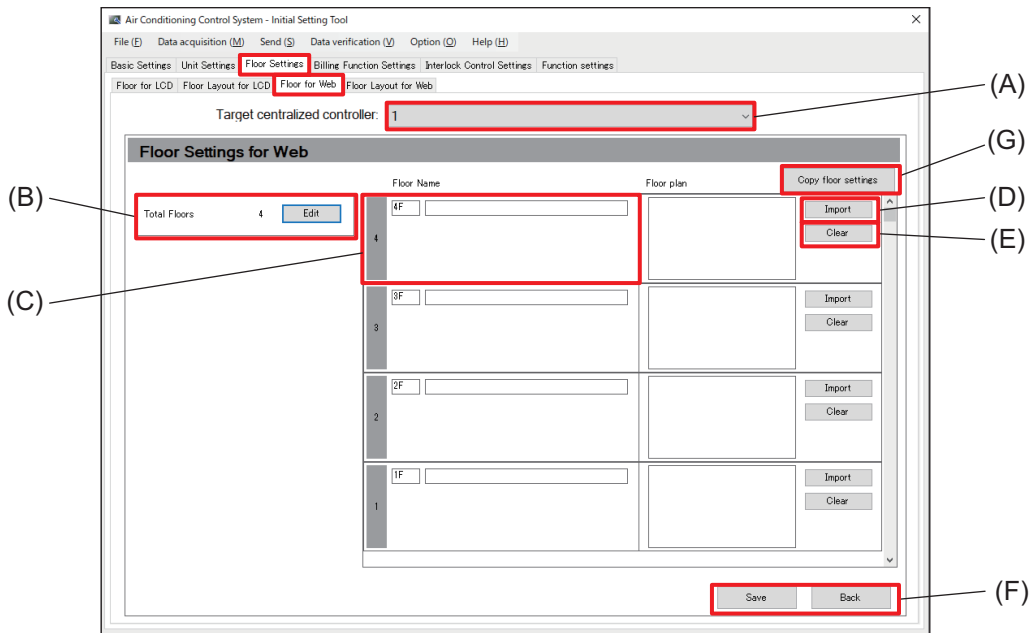 Air Conditioning Control System - Initial Setting Tool
File (F) Data acquisition (M) Send (S) Data verification (V) Option (O) Help (H)
Basic Settings Unit Settings Floor Settings Billing Function Settings Interlock Control Settings Function settings
Floor for LCD Floor Layout for LCD Floor for Web Floor Layout for Web
Target centralized controller: 1
(A)
Floor Settings for Web
(G)
Floor Name Floor plan Copy floor settings
(B)
Total Floors 4 Edit
4 4F Import
(D)
Clear
(E)
(C)
3 3F Import
Clear
2 2F Import
Clear
1 1F Import
Clear
Save Back
(F)